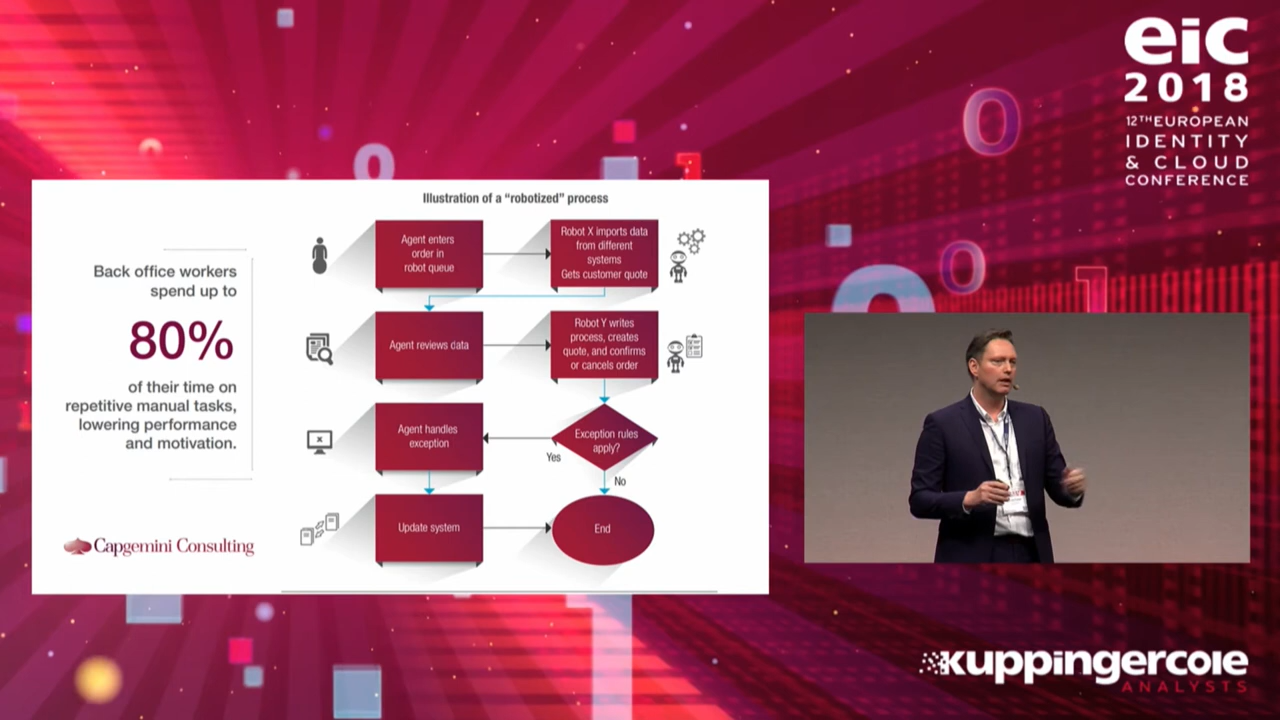 eic
2018
12TH EUROPEAN
IDENTITY
& CLOUD
CONFERENCE
Illustration of a “robotized” process
Back office workers
spend up to
80%
of their time on
repetitive manual tasks,
lowering performance
and motivation.
Capgemini Consulting
Agent enters
order in
robot queue
Robot X imports data
from different
systems
Gets customer quote
Agent reviews data
Robot Y writes
process, creates
quote, and confirms
or cancels order
Agent handles
exception
Exception rules
apply?
Yes
No
Update system
End
kuppingercole
ANALYSTS